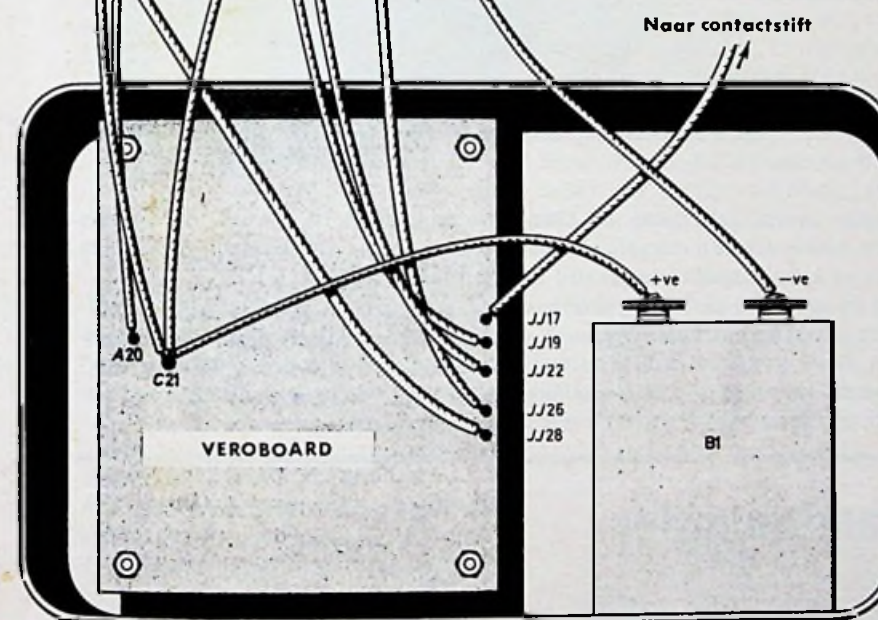 Naar contactstift
+ve
−ve
JJ17
JJ19
A20
JJ22
C21
JJ26
JJ28
VEROBOARD
B1